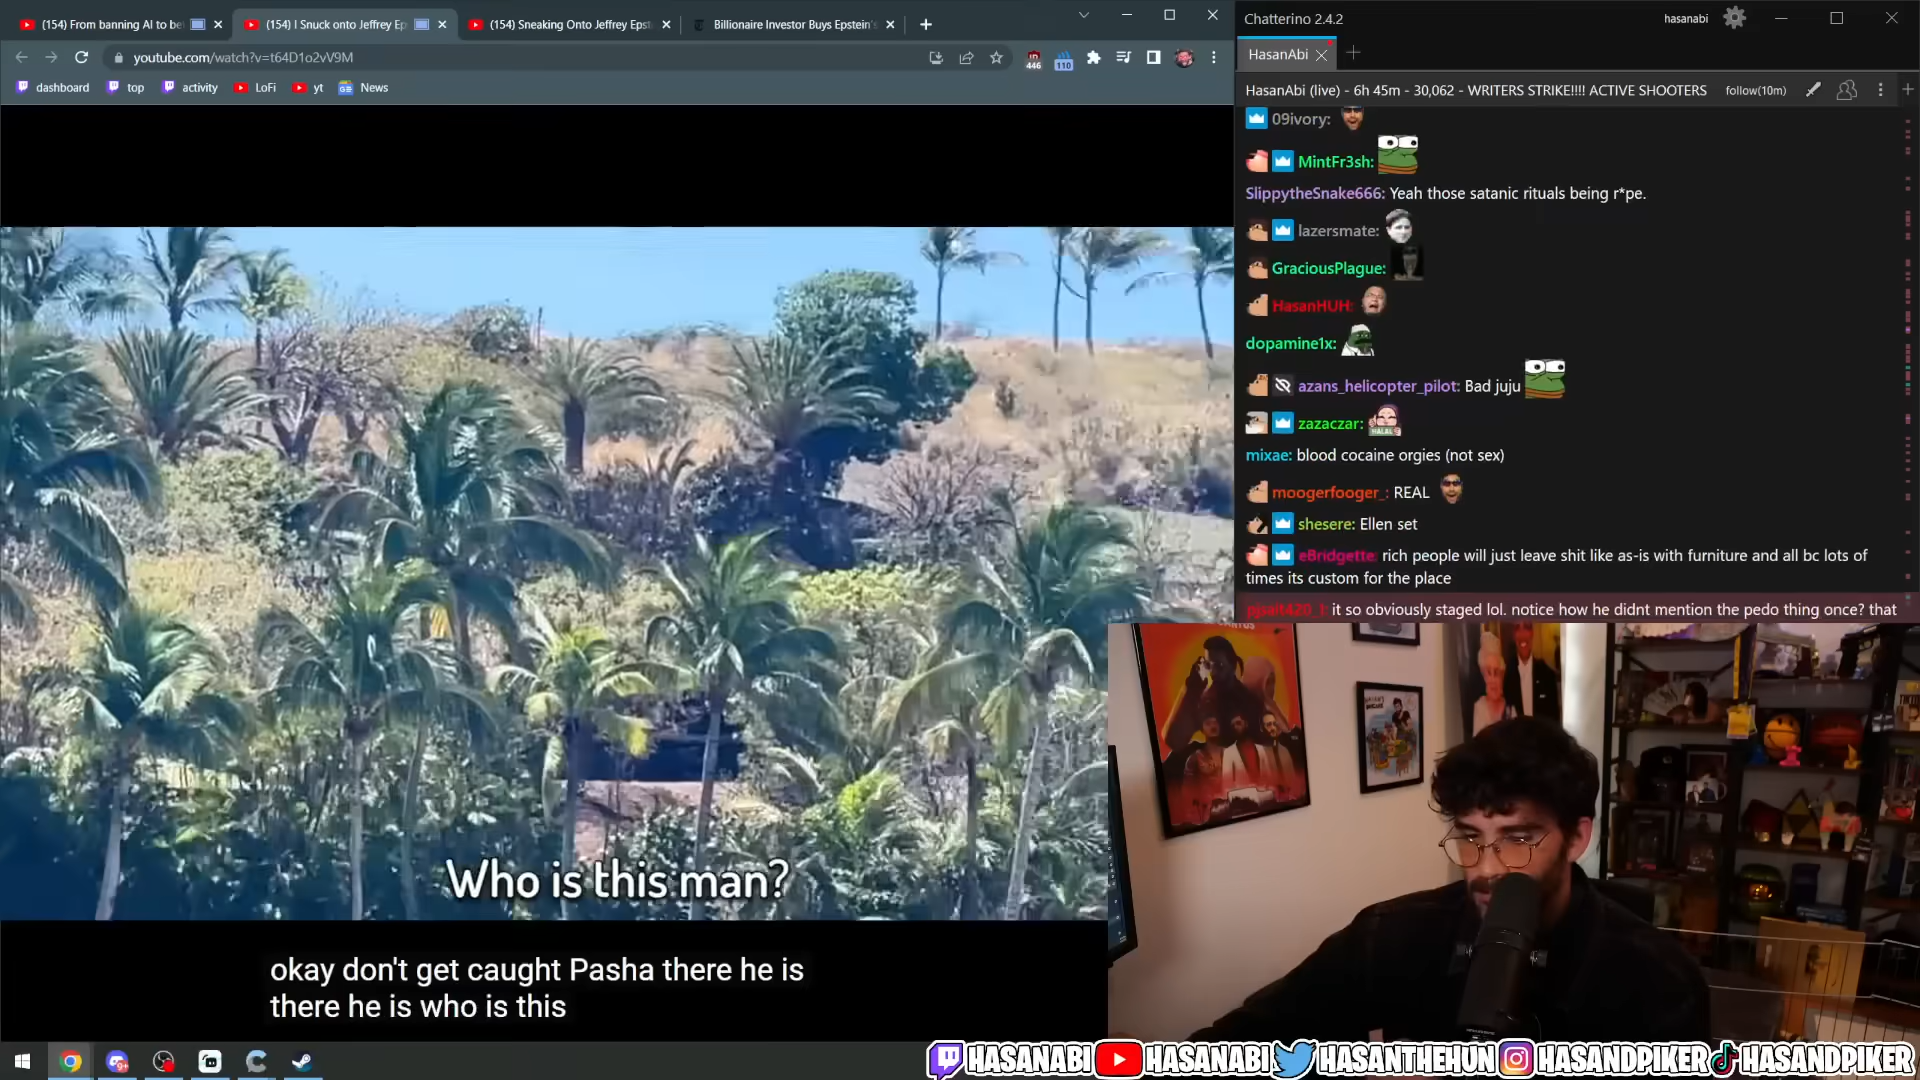 (154) From banning AI to be
(154) I Snuck onto Jeffrey Ep
(154) Sneaking Onto Jeffrey Epst
Billionaire Investor Buys Epstein's
youtube.com/watch?v=t64D1o2vV9M
446
110
dashboard
top
activity
LoFi
yt
News
Who is this man?
okay don't get caught Pasha there he is
there he is who is this
Chatterino 2.4.2
hasanabi
HasanAbi
HasanAbi (live) - 6h 45m - 30,062 - WRITERS STRIKE!!!! ACTIVE SHOOTERS
follow(10m)
09ivory:
MintFr3sh:
SlippytheSnake666: Yeah those satanic rituals being r*pe.
lazersmate:
GraciousPlague:
HasanHUH:
dopamine1x:
azans_helicopter_pilot: Bad juju
zazaczar:
HALAL
mixae: blood cocaine orgies (not sex)
moogerfooger_: REAL
shesere: Ellen set
eBridgette: rich people will just leave shit like as-is with furniture and all bc lots of
times its custom for the place
pjsait420_1: it so obviously staged lol. notice how he didnt mention the pedo thing once? that
HASANABI
HASANABI
HASANTHEHUN
HASANDPIKER
HASANDPIKER